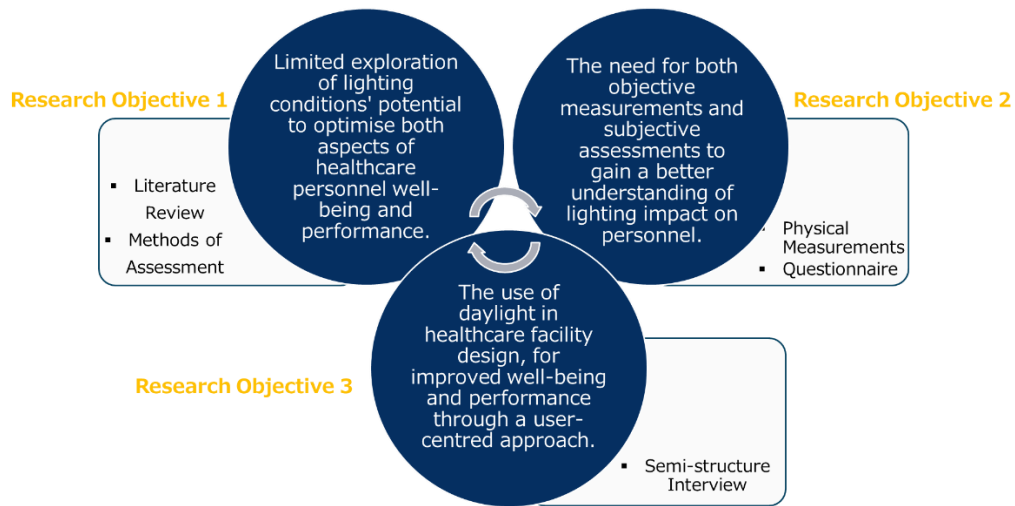 Research Objective 1
Limited exploration
of lighting
conditions' potential
to optimise both
aspects of
healthcare
personnel well-
being and
performance.
▪ Literature
Review
▪ Methods of
Assessment
Research Objective 2
The need for both
objective
measurements and
subjective
assessments to
gain a better
understanding of
lighting impact on
personnel.
▪ Physical
Measurements
▪ Questionnaire
Research Objective 3
The use of
daylight in
healthcare facility
design, for
improved well-being
and performance
through a user-
centred approach.
▪ Semi-structure
Interview